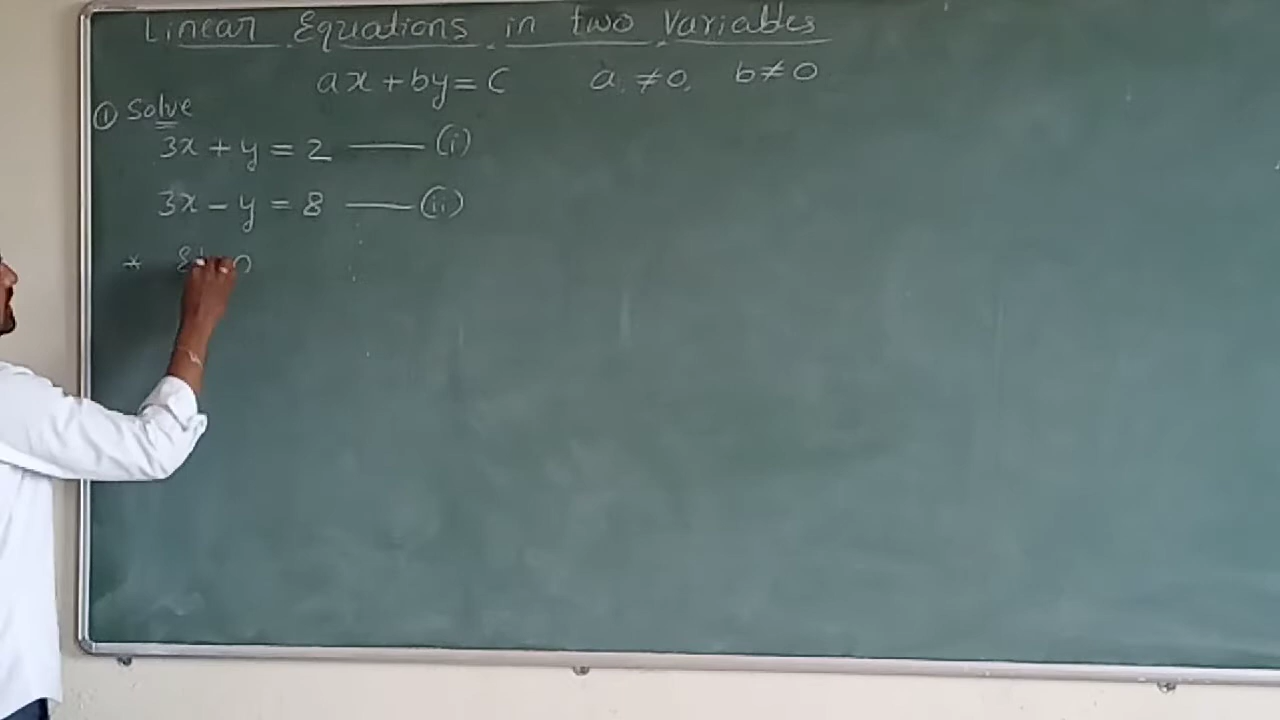 Linear Equations in two Variables
ax + by = C a ≠ 0, b ≠ 0
① Solve
3x + y = 2 —— (i)
3x - y = 8 —— (ii)
*